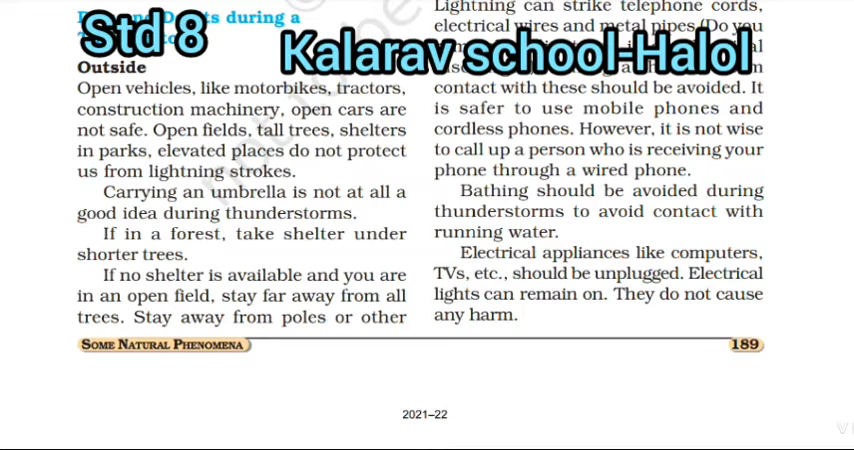 Std 8
Kalarav school-Halol
ts during a
Outside
Open vehicles, like motorbikes, tractors,
construction machinery, open cars are
not safe. Open fields, tall trees, shelters
in parks, elevated places do not protect
us from lightning strokes.
Carrying an umbrella is not at all a
good idea during thunderstorms.
If in a forest, take shelter under
shorter trees.
If no shelter is available and you are
in an open field, stay far away from all
trees. Stay away from poles or other
Lightning can strike telephone cords,
electrical wires and metal pipes (Do you
contact with these should be avoided. It
is safer to use mobile phones and
cordless phones. However, it is not wise
to call up a person who is receiving your
phone through a wired phone.
Bathing should be avoided during
thunderstorms to avoid contact with
running water.
Electrical appliances like computers,
TVs, etc., should be unplugged. Electrical
lights can remain on. They do not cause
any harm.
SOME NATURAL PHENOMENA
189
2021–22